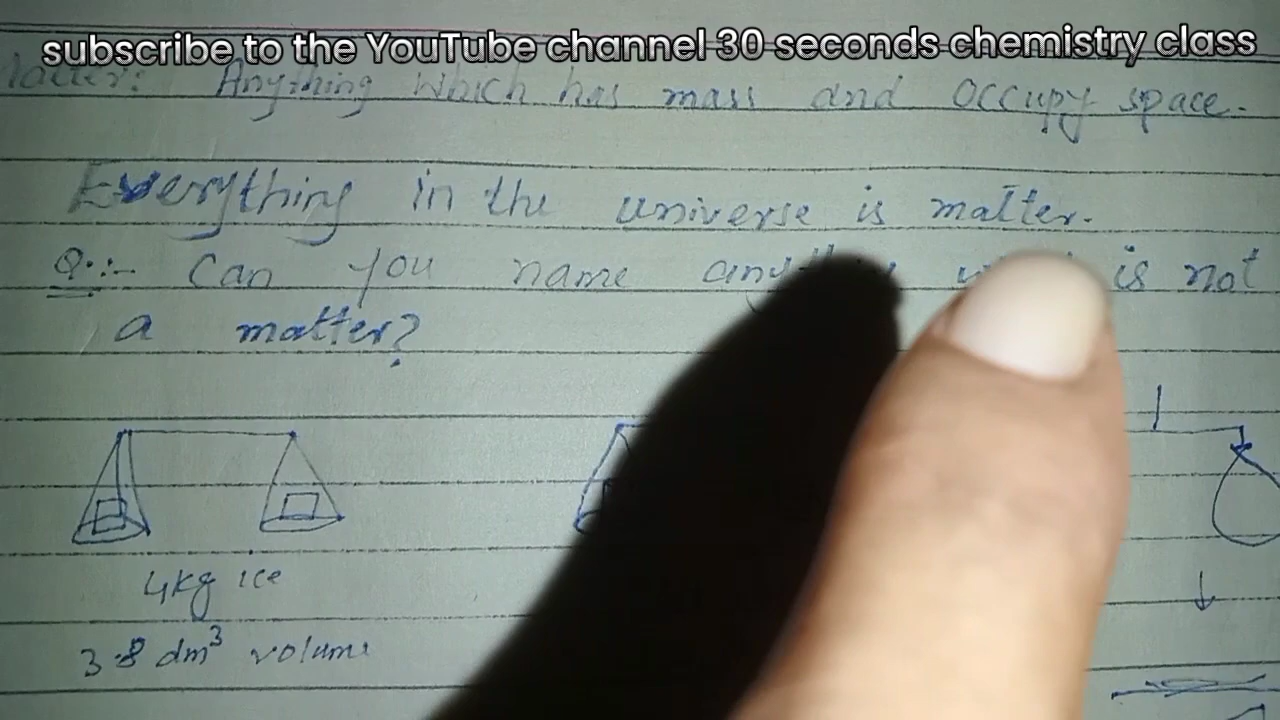 subscribe to the YouTube channel 30 seconds chemistry class
Anything which has mass and occupy space.
Everything in the universe is matter.
Q.:- Can you name is not
a matter?
4kg ice
3.8 dm³ volume